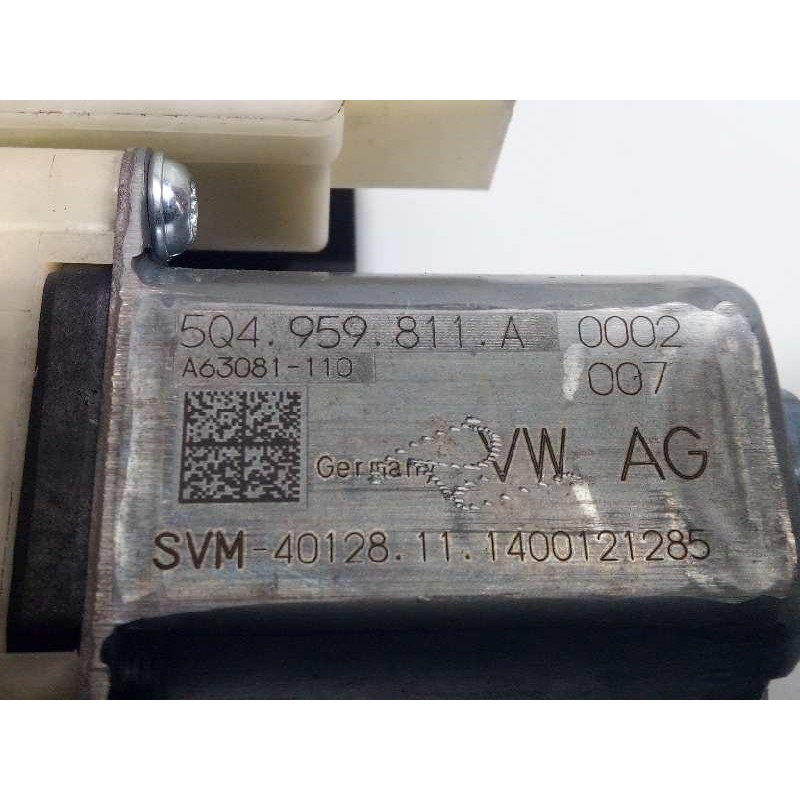 5Q4.959.811.A 0002
A63081-110 007
Germany VW AG
SVM-40128.11.1400121285